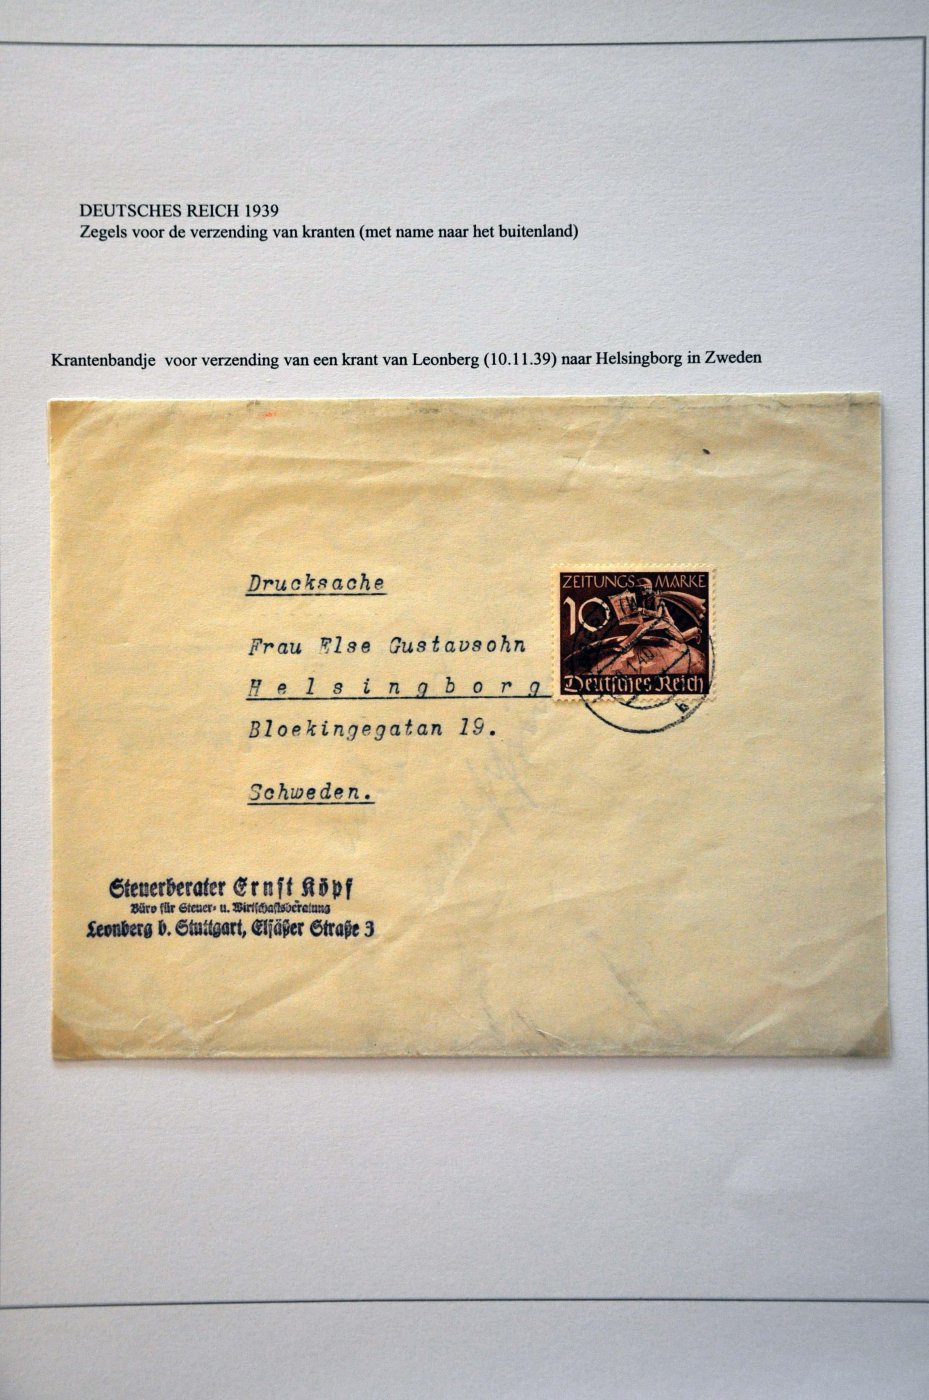 DEUTSCHES REICH 1939
Zegels voor de verzending van kranten (met name naar het buitenland)
Krantenbandje voor verzending van een krant van Leonberg (10.11.39) naar Helsingborg in Zweden
ZEITUNGS MARKE
10
Deutsches Reich
Drucksache
Frau Else Gustavsohn
Helsingborg
Bloekingegatan 19.
Schweden.
Steuerberater Ernst Köpf
Büro für Steuer- u. Wirtschaftsberatung
Leonberg b. Stuttgart, Elsäßer Straße 3